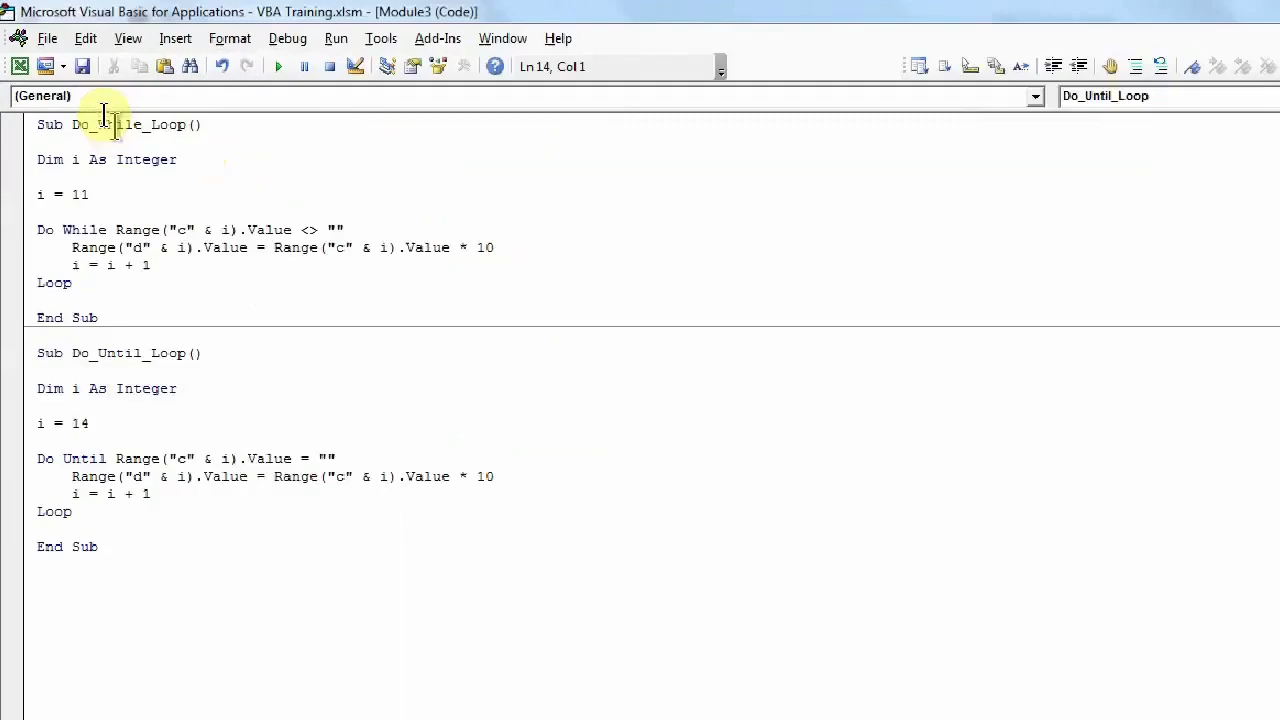 Microsoft Visual Basic for Applications - VBA Training.xlsm - [Module3 (Code)]
File Edit View Insert Format Debug Run Tools Add-Ins Window Help
Ln 14, Col 1
(General) Do_Until_Loop
Sub Do_While_Loop()
Dim i As Integer
i = 11
Do While Range("c" & i).Value <> ""
Range("d" & i).Value = Range("c" & i).Value * 10
i = i + 1
Loop
End Sub
Sub Do_Until_Loop()
Dim i As Integer
i = 14
Do Until Range("c" & i).Value = ""
Range("d" & i).Value = Range("c" & i).Value * 10
i = i + 1
Loop
End Sub